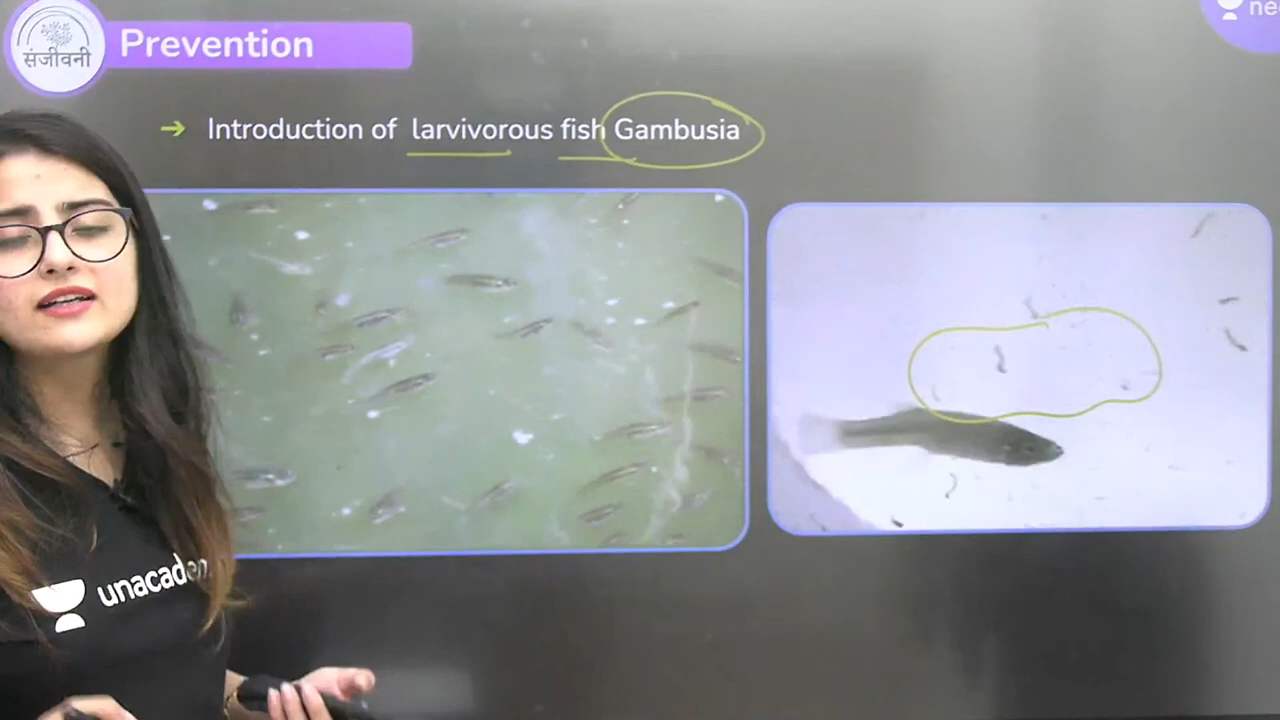 संजीवनी
Prevention
→ Introduction of larvivorous fish Gambusia
unacadem